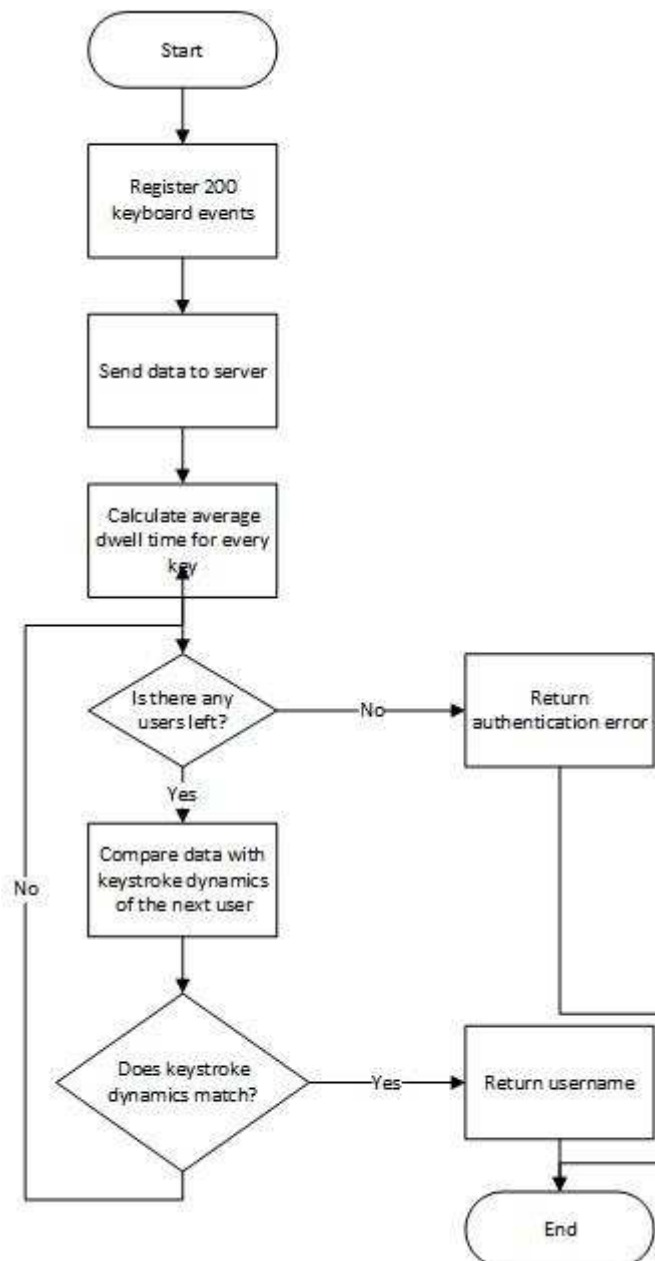 Start
Register 200
keyboard events
Send data to server
Calculate average
dwell time for every
key
Is there any
users left?
No
Return
authentication error
Yes
Compare data with
keystroke dynamics
of the next user
No
Does keystroke
dynamics match?
Yes
Return username
End